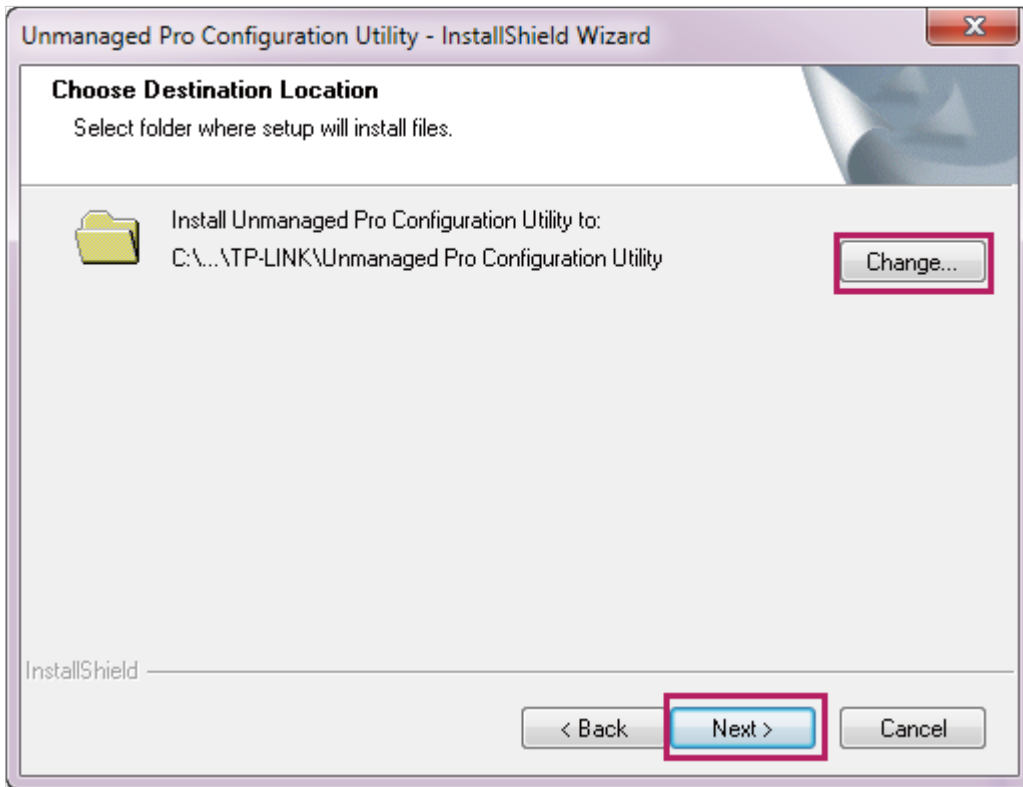 Unmanaged Pro Configuration Utility - InstallShield Wizard
Choose Destination Location
Select folder where setup will install files.
Install Unmanaged Pro Configuration Utility to:
C:\...\TP-LINK\Unmanaged Pro Configuration Utility
Change...
InstallShield
< Back Next > Cancel